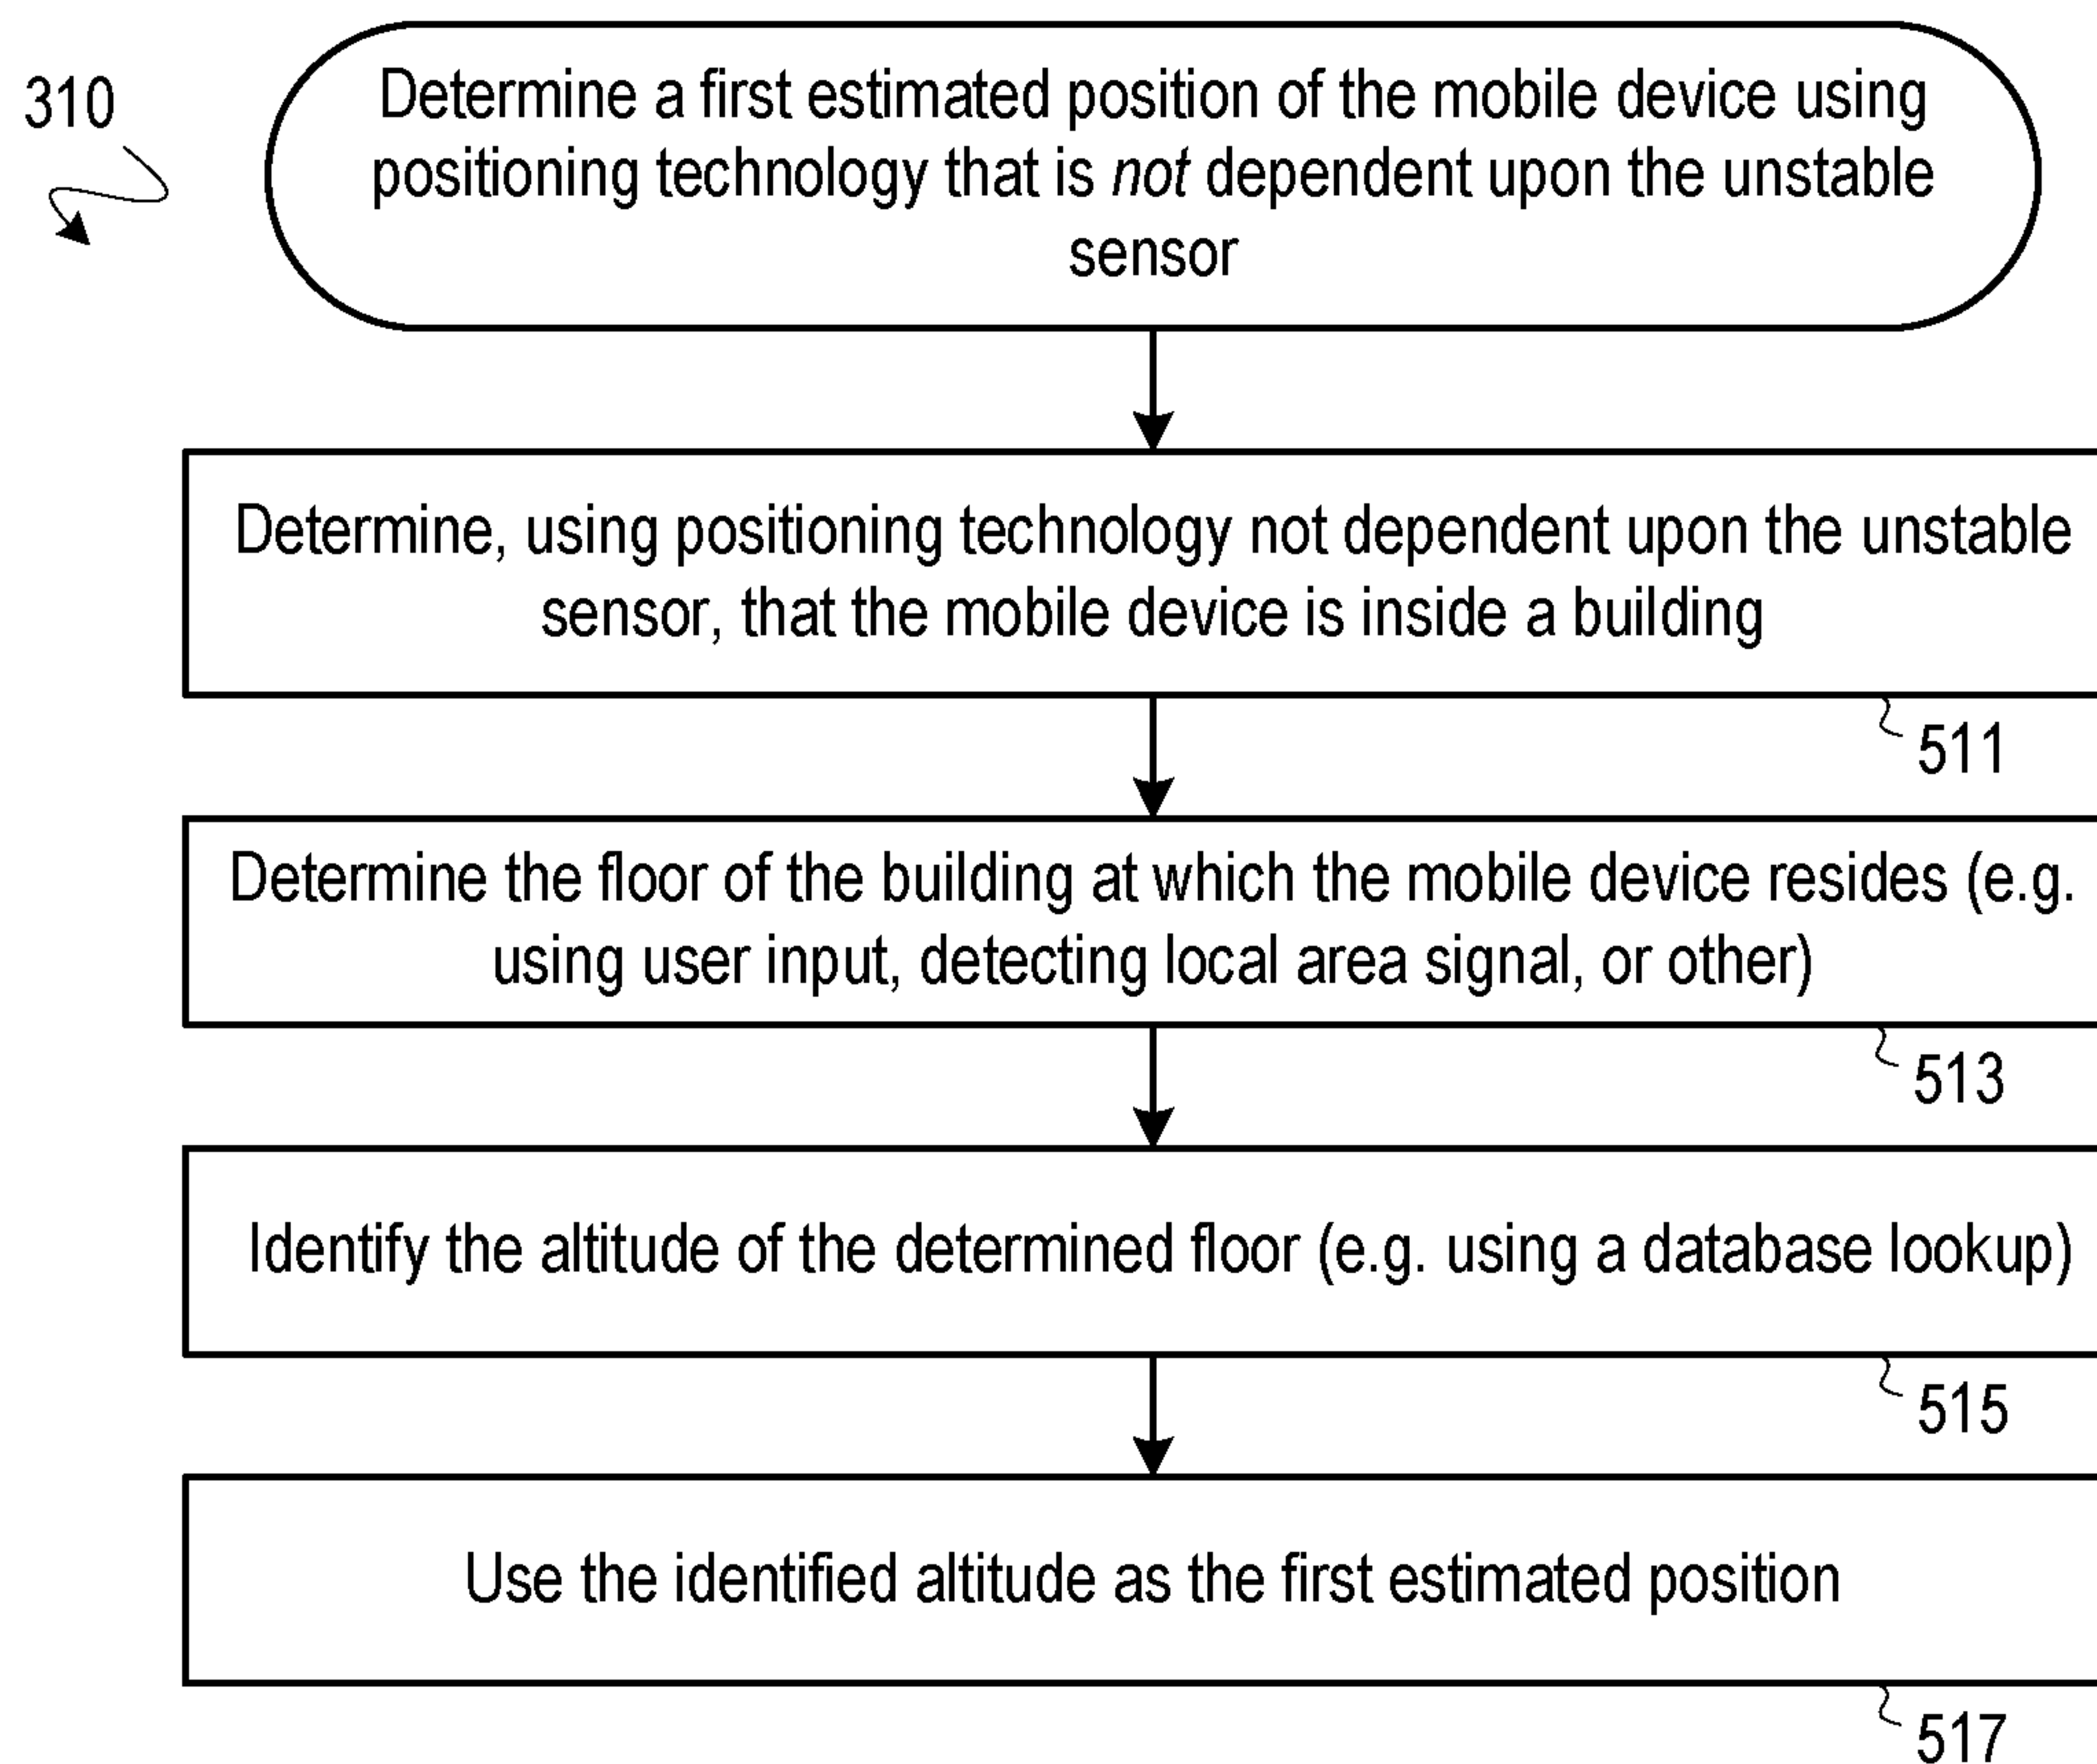 310
Determine a first estimated position of the mobile device using
positioning technology that is not dependent upon the unstable
sensor
Determine, using positioning technology not dependent upon the unstable
sensor, that the mobile device is inside a building
511
Determine the floor of the building at which the mobile device resides (e.g.
using user input, detecting local area signal, or other)
513
Identify the altitude of the determined floor (e.g. using a database lookup)
515
Use the identified altitude as the first estimated position
517